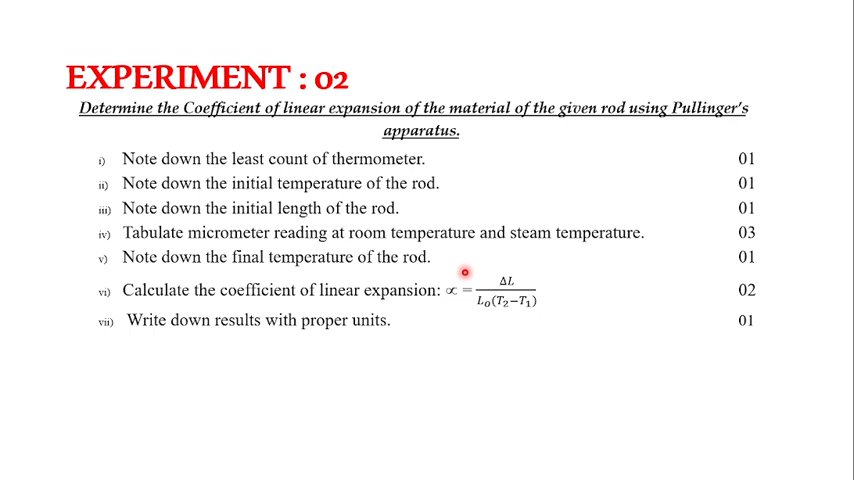 EXPERIMENT : 02
Determine the Coefficient of linear expansion of the material of the given rod using Pullinger's
apparatus.
i) Note down the least count of thermometer. 01
ii) Note down the initial temperature of the rod. 01
iii) Note down the initial length of the rod. 01
iv) Tabulate micrometer reading at room temperature and steam temperature. 03
v) Note down the final temperature of the rod. 01
vi) Calculate the coefficient of linear expansion: ∝ = ΔL / L₀(T₂−T₁) 02
vii) Write down results with proper units. 01